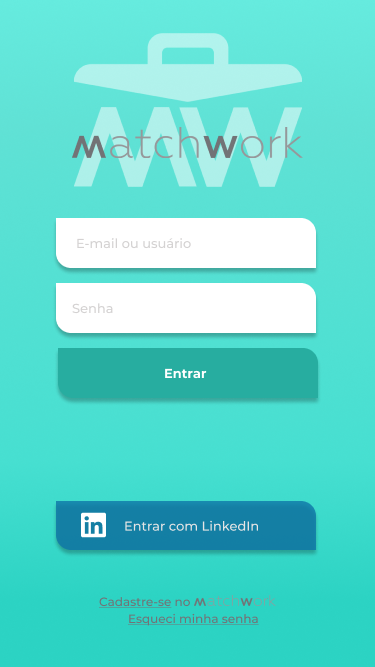 MW
matchwork
E-mail ou usuário
Senha
Entrar
in Entrar com LinkedIn
Cadastre-se no matchwork
Esqueci minha senha